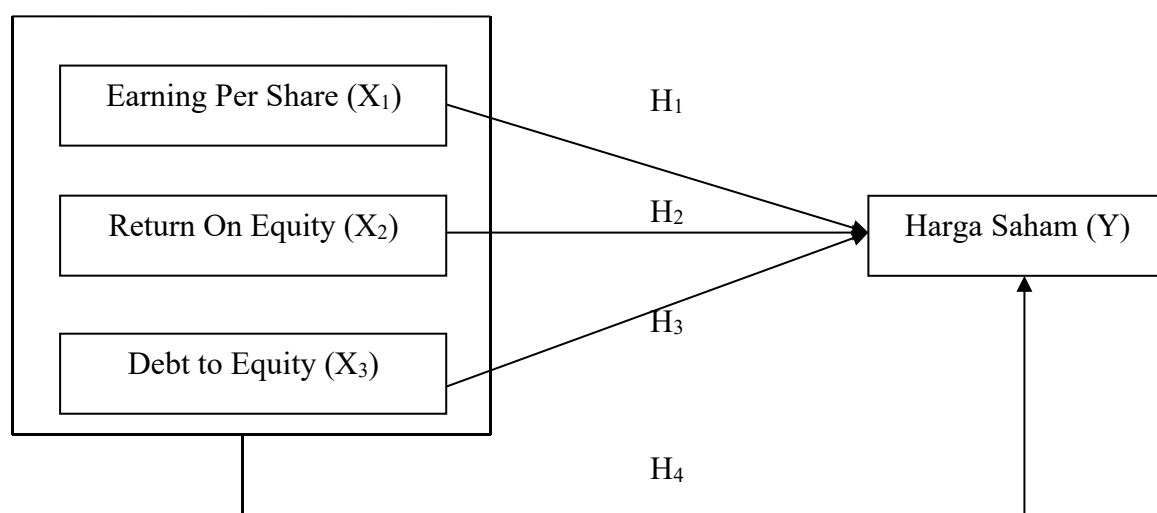 Earning Per Share (X₁)
H₁
Return On Equity (X₂)
H₂
Harga Saham (Y)
H₃
Debt to Equity (X₃)
H₄